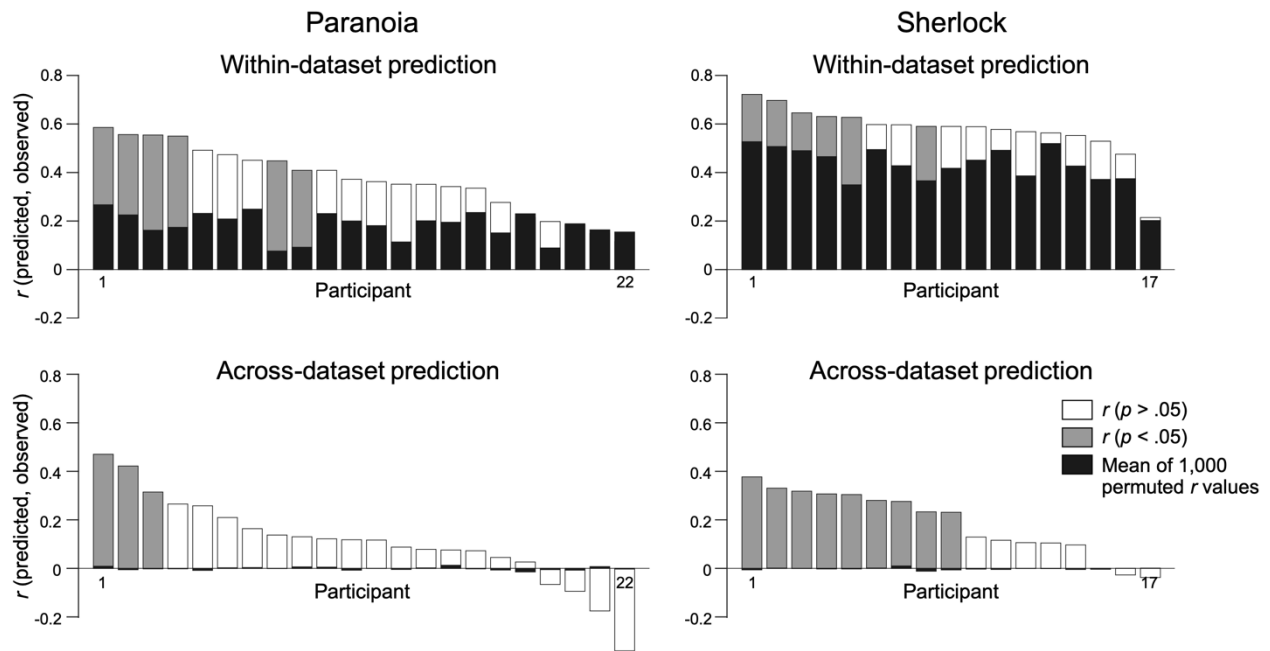 Paranoia
Within-dataset prediction
r (predicted, observed)
0.8
0.6
0.4
0.2
0
-0.2
1
Participant
22
Sherlock
Within-dataset prediction
0.8
0.6
0.4
0.2
0
-0.2
1
Participant
17
Across-dataset prediction
r (predicted, observed)
0.8
0.6
0.4
0.2
0
-0.2
1
Participant
22
Across-dataset prediction
0.8
0.6
0.4
0.2
0
-0.2
1
Participant
17
r (p > .05)
r (p < .05)
Mean of 1,000
permuted r values